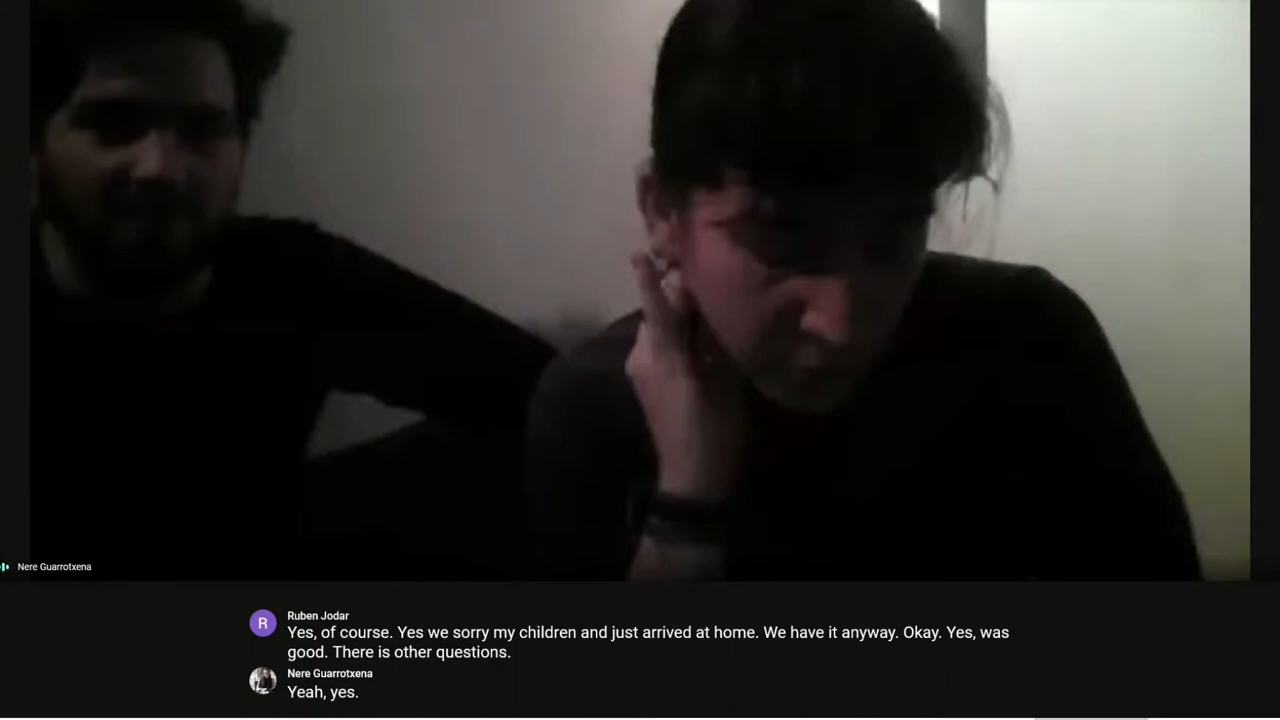 Nere Guarrotxena
R
Ruben Jodar
Yes, of course. Yes we sorry my children and just arrived at home. We have it anyway. Okay. Yes, was
good. There is other questions.
Nere Guarrotxena
Yeah, yes.